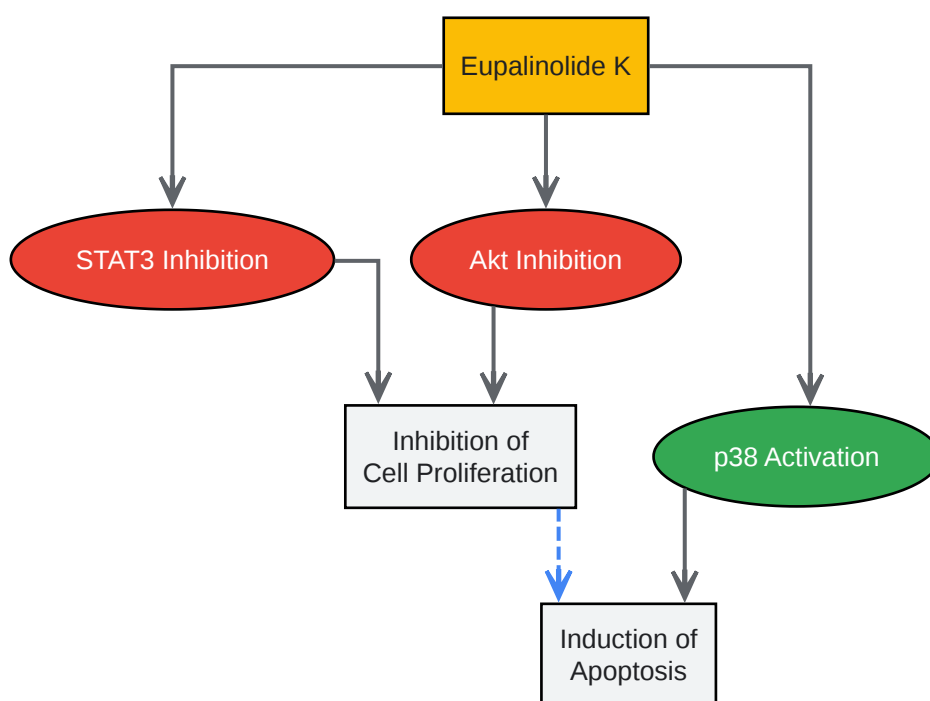 Eupalinolide K
STAT3 Inhibition
Akt Inhibition
Inhibition of
Cell Proliferation
p38 Activation
Induction of
Apoptosis